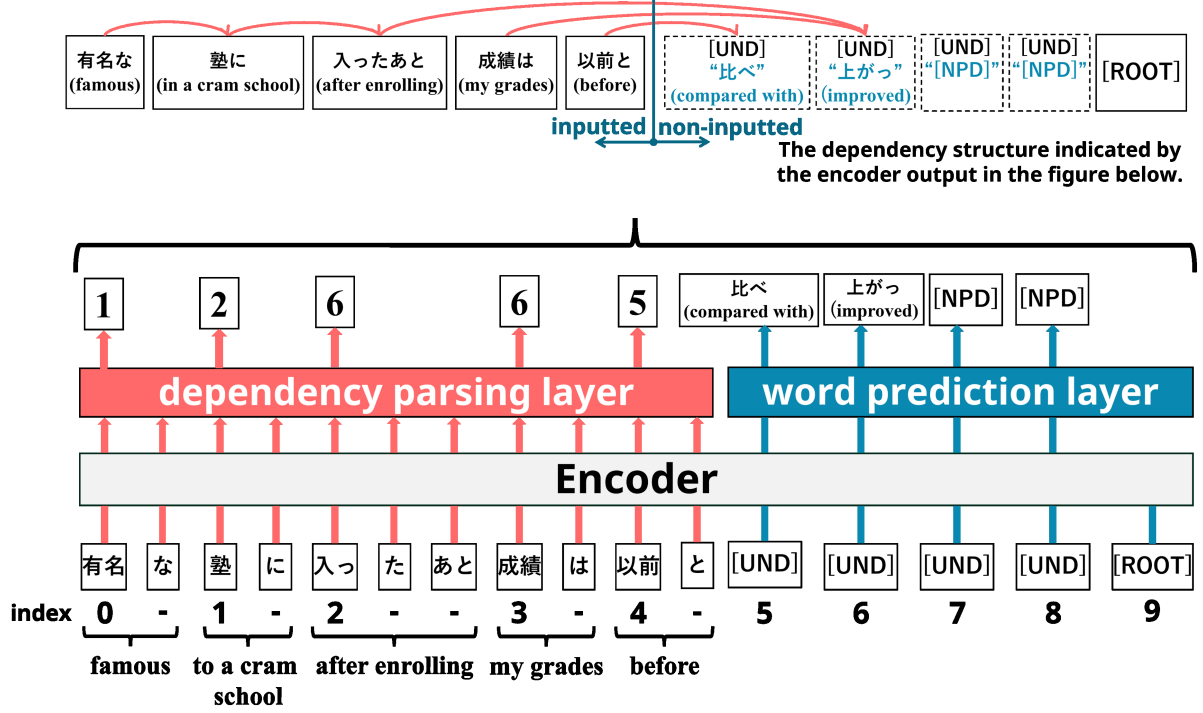 有名な 塾に 入ったあと 成績は 以前と [UND] [UND] [UND] [UND] [ROOT]
(famous) (in a cram school) (after enrolling) (my grades) (before) “比べ” “上がっ” “[NPD]” “[NPD]”
(compared with) (improved)
inputted non-inputted
The dependency structure indicated by
the encoder output in the figure below.
1 2 6 6 5 比べ 上がっ [NPD] [NPD]
(compared with) (improved)
dependency parsing layer word prediction layer
Encoder
有名 な 塾 に 入っ た あと 成績 は 以前 と [UND] [UND] [UND] [UND] [ROOT]
index 0 - 1 - 2 - - 3 - 4 - 5 6 7 8 9
famous to a cram after enrolling my grades before
school